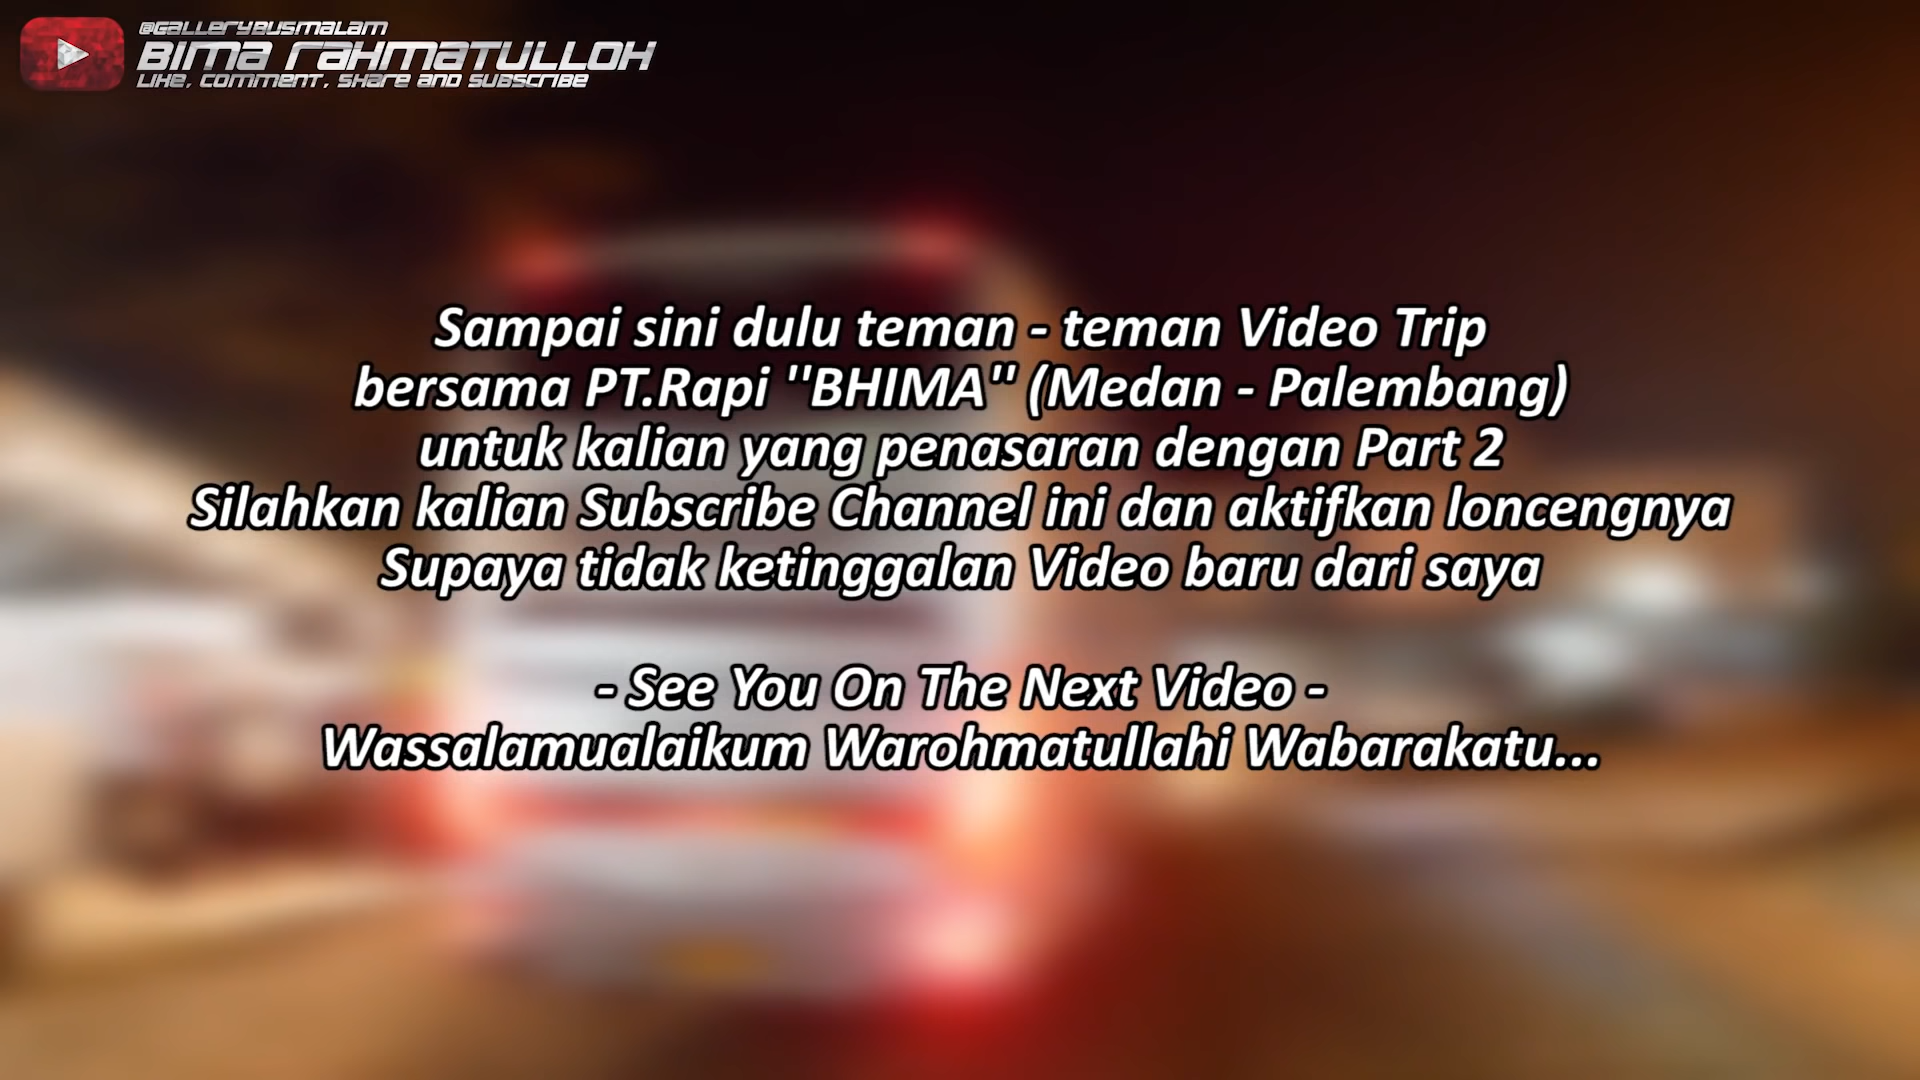 @GALLERYBUSMALAM
BIMA RAHMATULLOH
LIKE, COMMENT, SHARE AND SUBSCRIBE
Sampai sini dulu teman - teman Video Trip
bersama PT.Rapi "BHIMA" (Medan - Palembang)
untuk kalian yang penasaran dengan Part 2
Silahkan kalian Subscribe Channel ini dan aktifkan loncengnya
Supaya tidak ketinggalan Video baru dari saya
- See You On The Next Video -
Wassalamualaikum Warohmatullahi Wabarakatu...